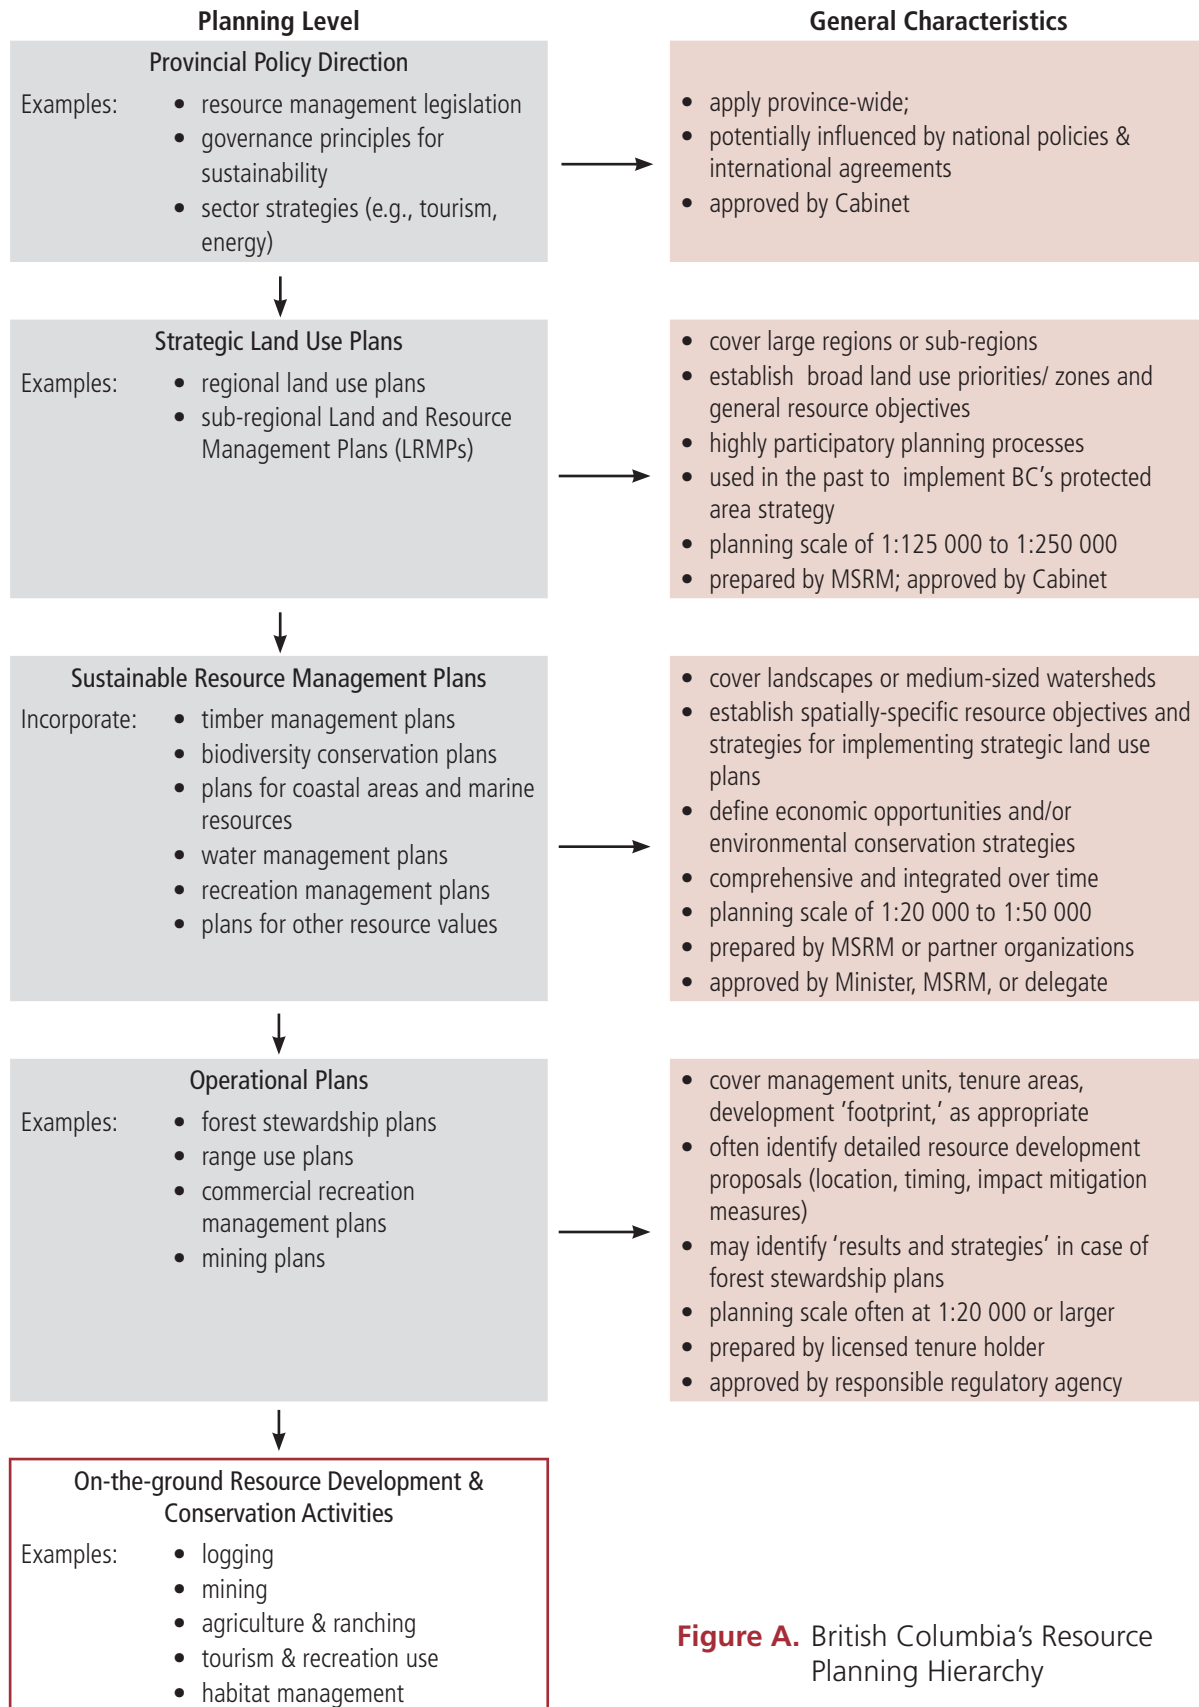 Planning Level
General Characteristics
Provincial Policy Direction
Examples:
• resource management legislation
• governance principles for
sustainability
• sector strategies (e.g., tourism,
energy)
• apply province-wide;
• potentially influenced by national policies &
international agreements
• approved by Cabinet
Strategic Land Use Plans
Examples:
• regional land use plans
• sub-regional Land and Resource
Management Plans (LRMPs)
• cover large regions or sub-regions
• establish broad land use priorities/ zones and
general resource objectives
• highly participatory planning processes
• used in the past to implement BC’s protected
area strategy
• planning scale of 1:125 000 to 1:250 000
• prepared by MSRM; approved by Cabinet
Sustainable Resource Management Plans
Incorporate:
• timber management plans
• biodiversity conservation plans
• plans for coastal areas and marine
resources
• water management plans
• recreation management plans
• plans for other resource values
• cover landscapes or medium-sized watersheds
• establish spatially-specific resource objectives and
strategies for implementing strategic land use
plans
• define economic opportunities and/or
environmental conservation strategies
• comprehensive and integrated over time
• planning scale of 1:20 000 to 1:50 000
• prepared by MSRM or partner organizations
• approved by Minister, MSRM, or delegate
Operational Plans
Examples:
• forest stewardship plans
• range use plans
• commercial recreation
management plans
• mining plans
• cover management units, tenure areas,
development ‘footprint,’ as appropriate
• often identify detailed resource development
proposals (location, timing, impact mitigation
measures)
• may identify ‘results and strategies’ in case of
forest stewardship plans
• planning scale often at 1:20 000 or larger
• prepared by licensed tenure holder
• approved by responsible regulatory agency
On-the-ground Resource Development &
Conservation Activities
Examples:
• logging
• mining
• agriculture & ranching
• tourism & recreation use
• habitat management
Figure A. British Columbia’s Resource
Planning Hierarchy